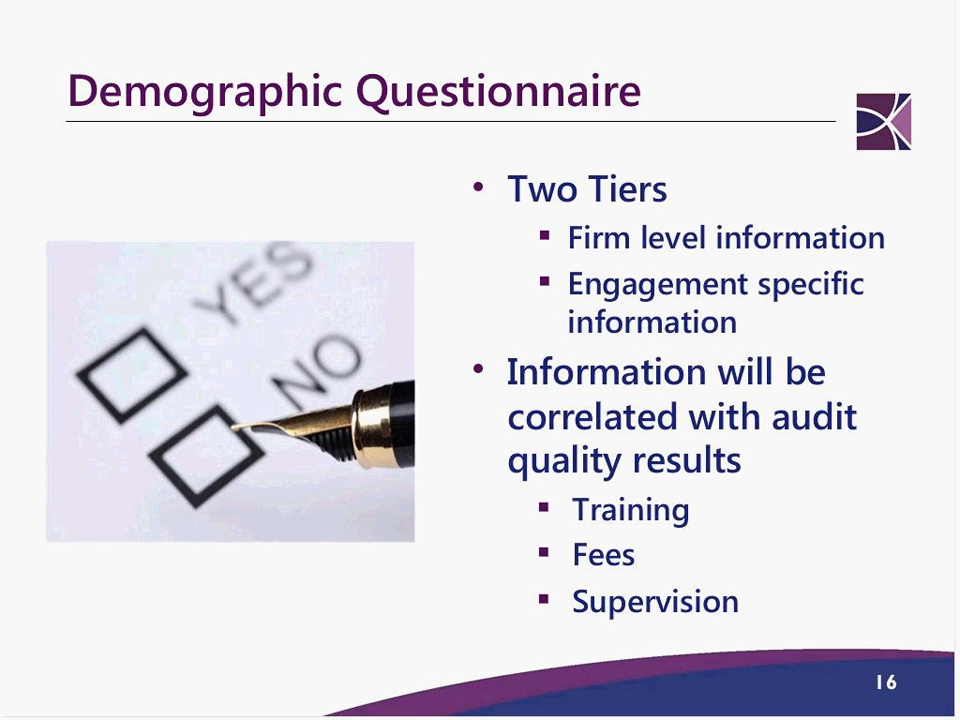 Demographic Questionnaire
• Two Tiers
▪ Firm level information
▪ Engagement specific
information
• Information will be
correlated with audit
quality results
▪ Training
▪ Fees
▪ Supervision
YES
NO
16